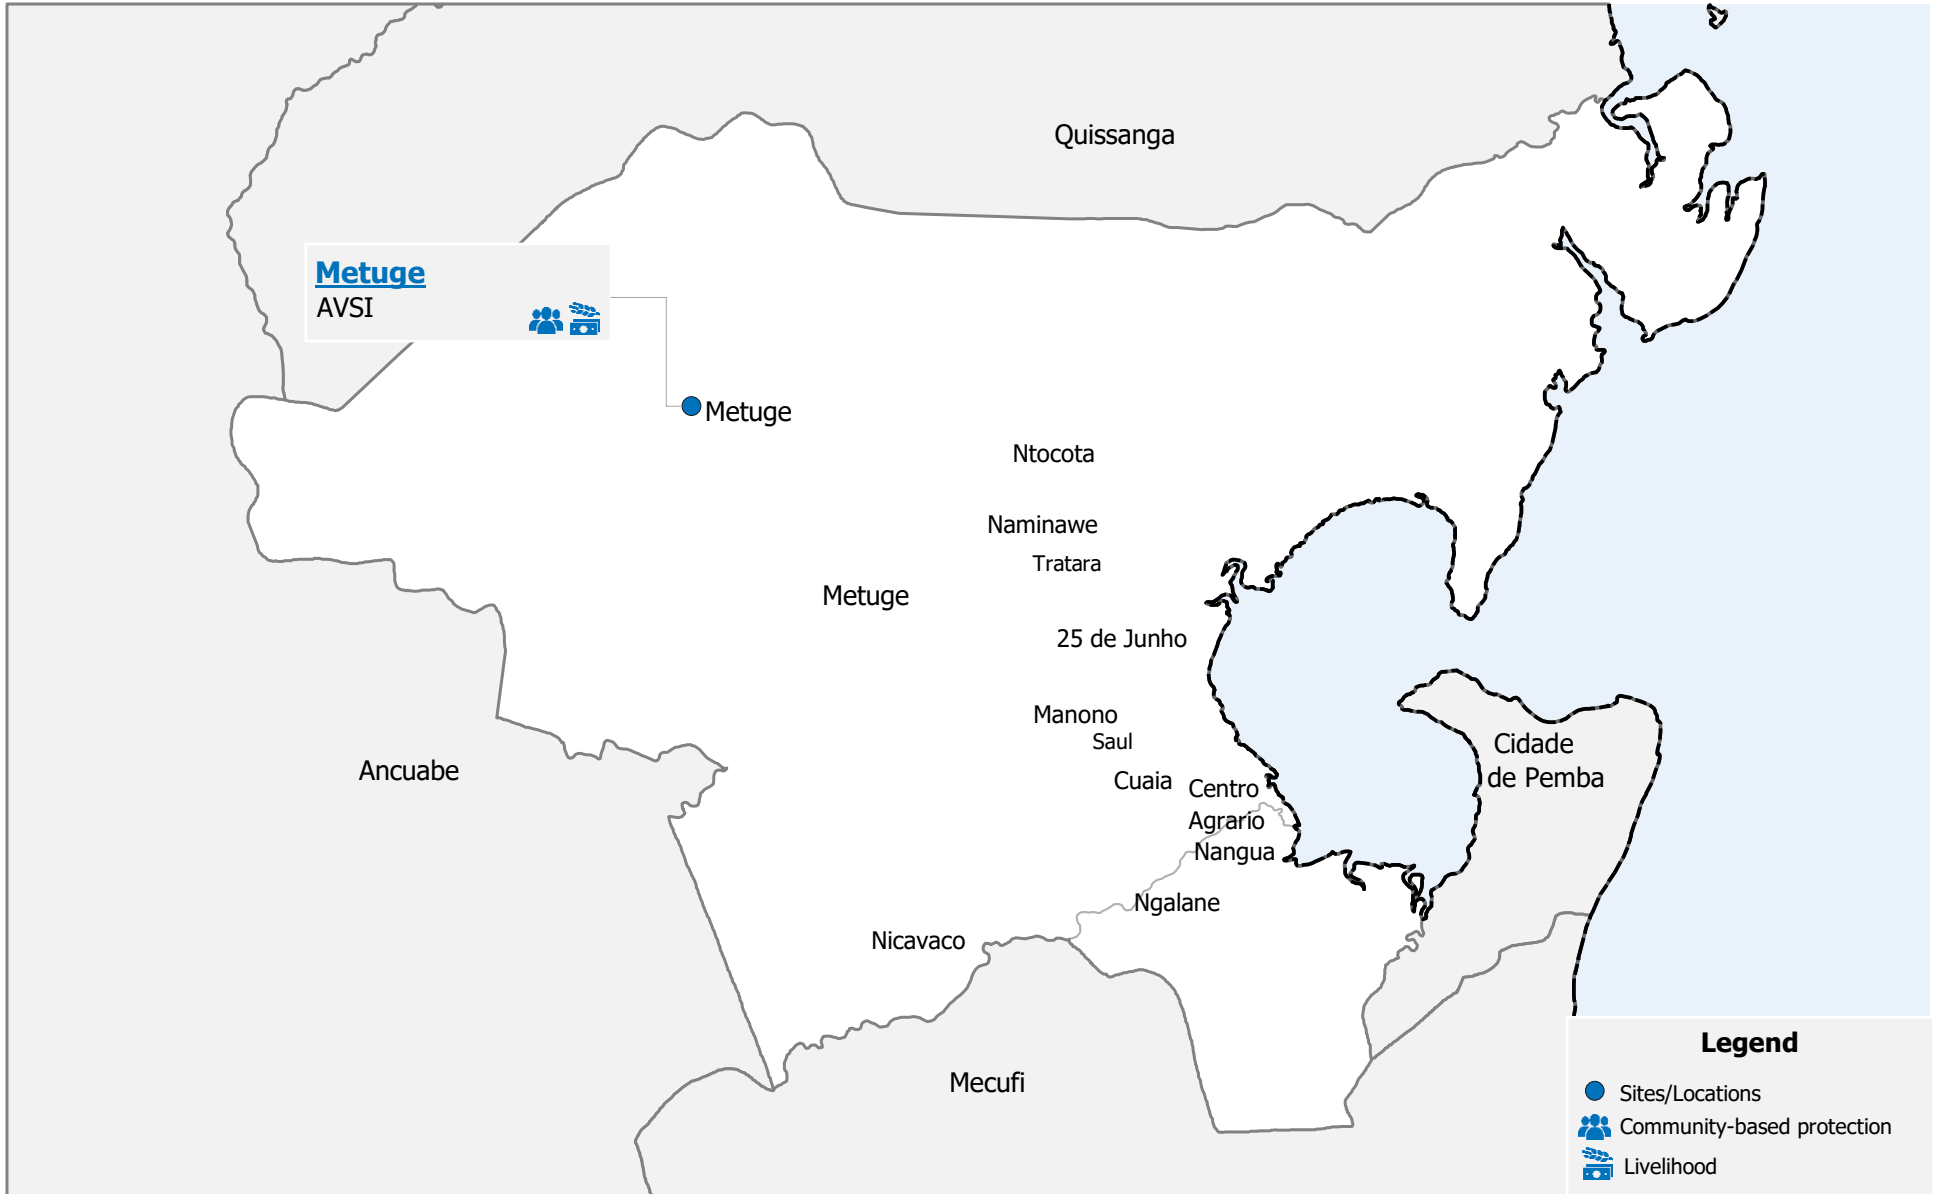 Quissanga
Metuge
AVSI
Metuge
Ntocota
Naminawe
Tratara
Metuge
25 de Junho
Manono
Saul
Cidade
de Pemba
Ancuabe
Cuaia
Centro
Agrario
Nangua
Ngalane
Nicavaco
Mecufi
Legend
Sites/Locations
Community-based protection
Livelihood